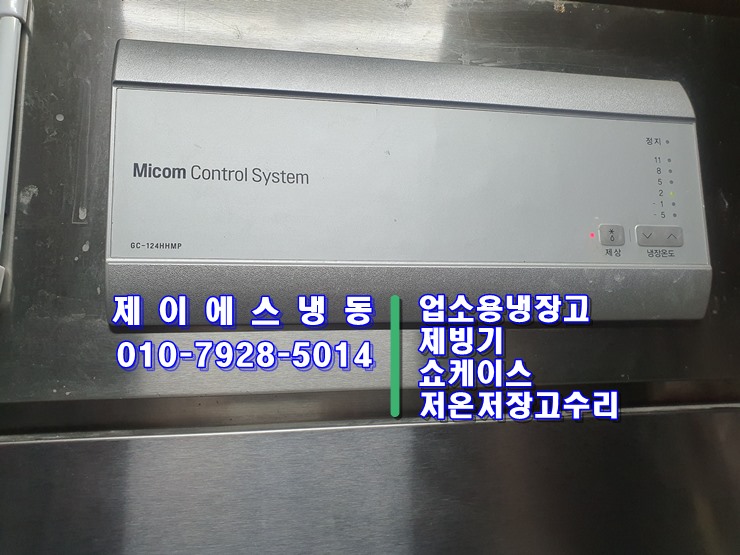 Micom Control System
GC-124HHMP
정지
11
8
5
2
- 1
- 5
제상
냉장온도
제이에스냉동
010-7928-5014
업소용냉장고
제빙기
쇼케이스
저온저장고수리